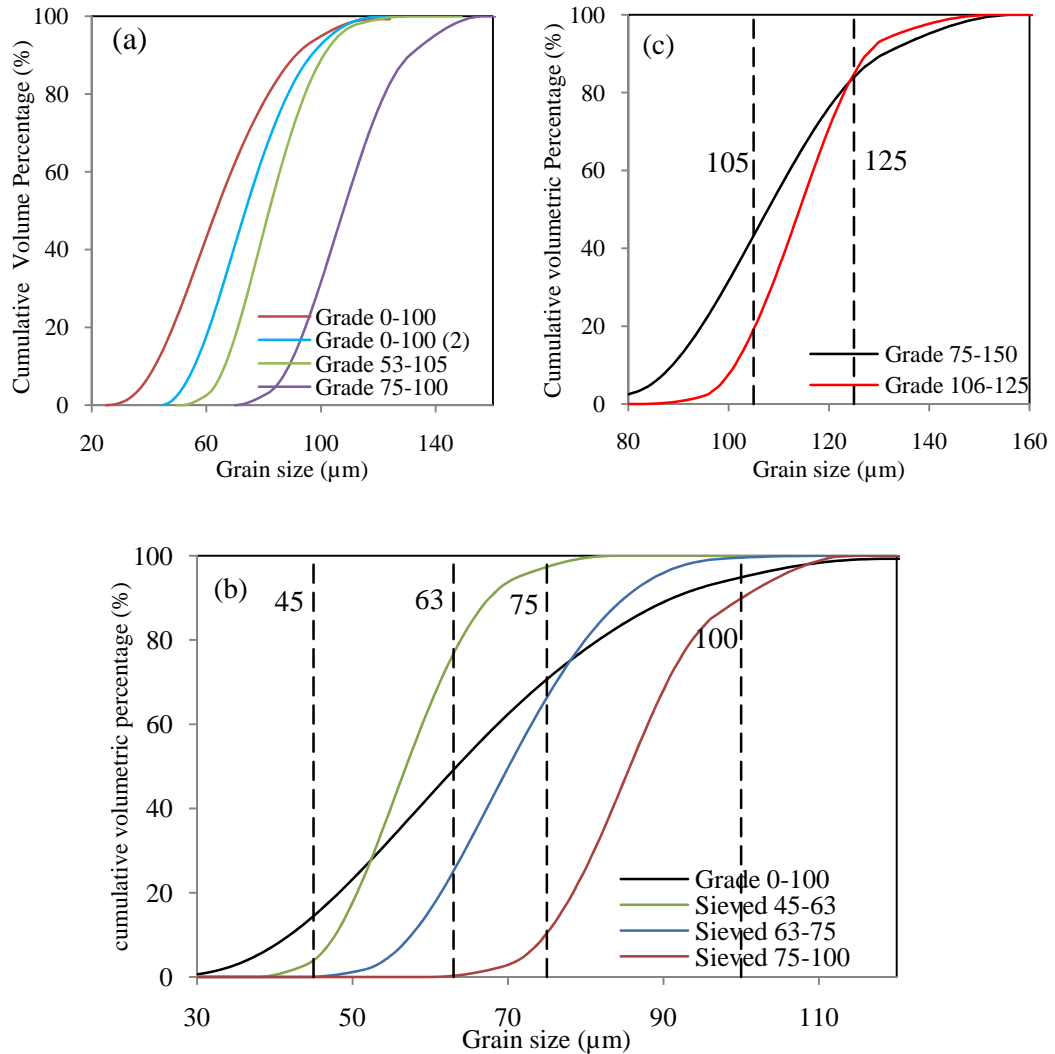 (a)
Cumulative Volume Percentage (%)
100
80
60
40
20
0
Grade 0-100
Grade 0-100 (2)
Grade 53-105
Grade 75-100
20 60 100 140
Grain size (µm)
(c)
Cumulative volumetric Percentage (%)
100
80
60
40
20
0
105
125
Grade 75-150
Grade 106-125
80 100 120 140 160
Grain size (µm)
(b)
cumulative volumetric percentage (%)
100
80
60
40
20
0
45
63
75
100
Grade 0-100
Sieved 45-63
Sieved 63-75
Sieved 75-100
30 50 70 90 110
Grain size (µm)